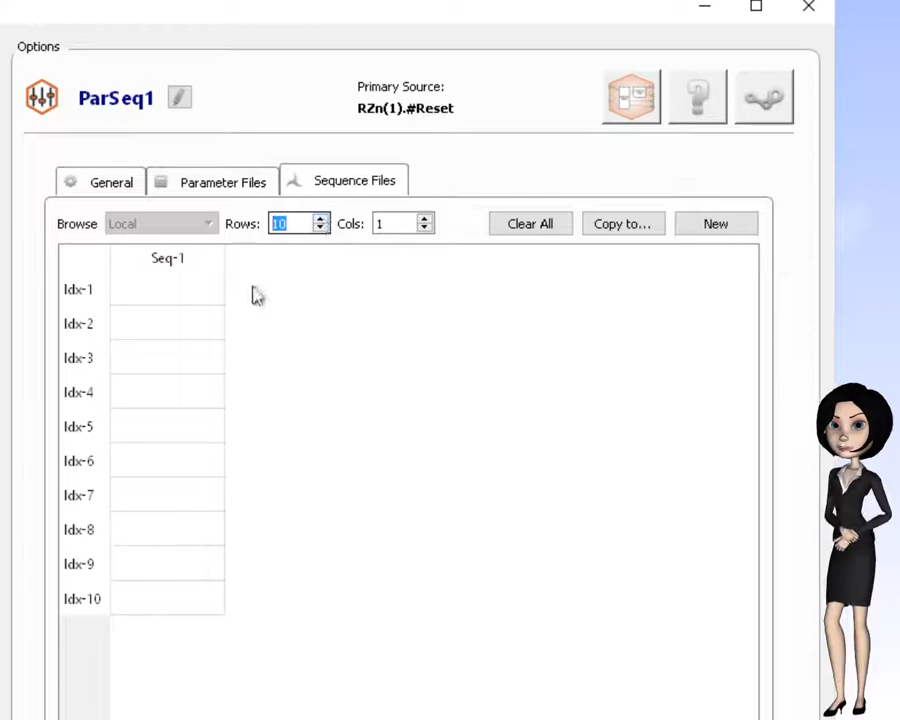 Options
ParSeq1
Primary Source:
RZn(1).#Reset
General
Parameter Files
Sequence Files
Browse Local Rows: 10 Cols: 1 Clear All Copy to... New
Seq-1
Idx-1
Idx-2
Idx-3
Idx-4
Idx-5
Idx-6
Idx-7
Idx-8
Idx-9
Idx-10